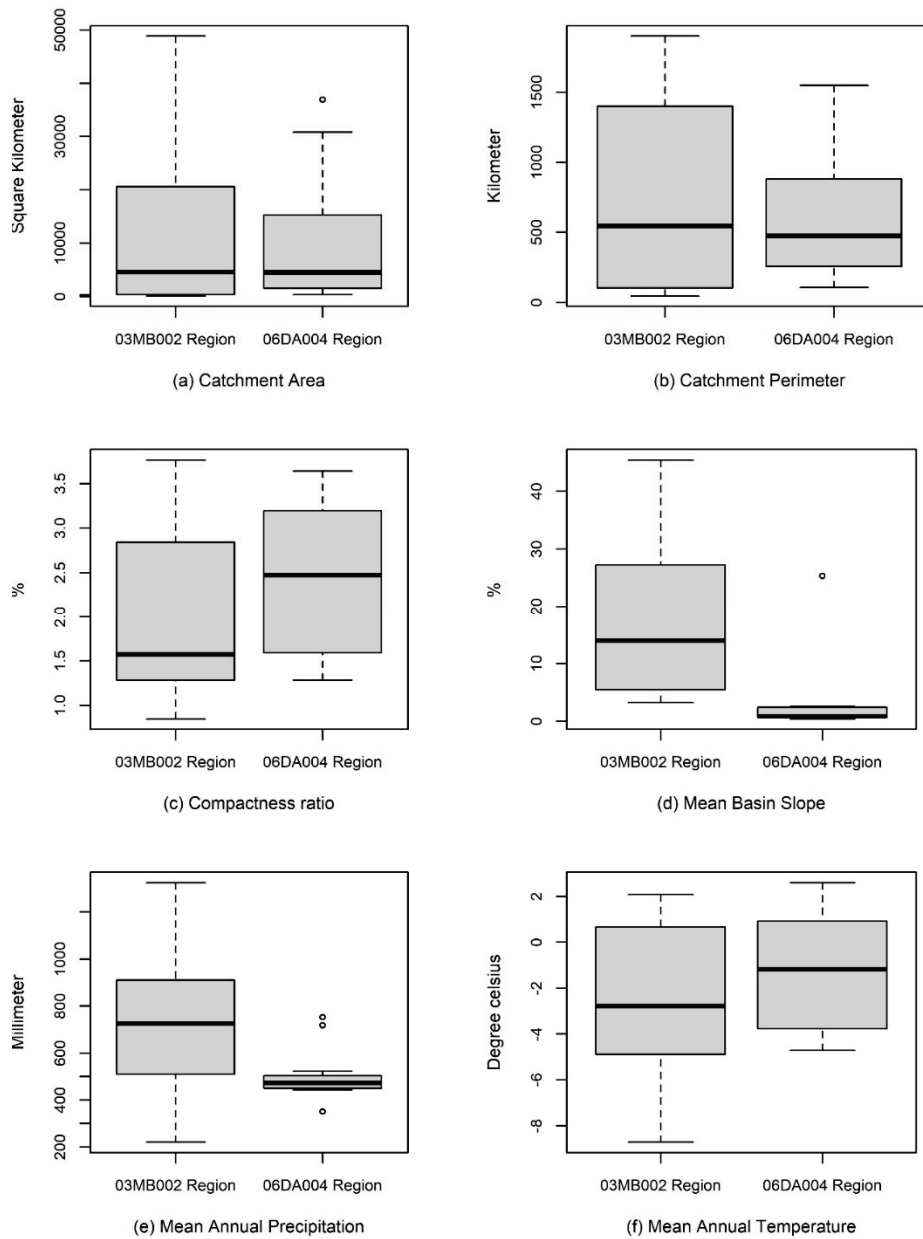 Square Kilometer
50000
30000
10000
0
03MB002 Region
06DA004 Region
(a) Catchment Area
Kilometer
1500
1000
500
0
03MB002 Region
06DA004 Region
(b) Catchment Perimeter
%
3.5
3.0
2.5
2.0
1.5
1.0
03MB002 Region
06DA004 Region
(c) Compactness ratio
%
40
30
20
10
0
03MB002 Region
06DA004 Region
(d) Mean Basin Slope
Millimeter
1000
800
600
400
200
03MB002 Region
06DA004 Region
(e) Mean Annual Precipitation
Degree celsius
2
0
-2
-4
-6
-8
03MB002 Region
06DA004 Region
(f) Mean Annual Temperature